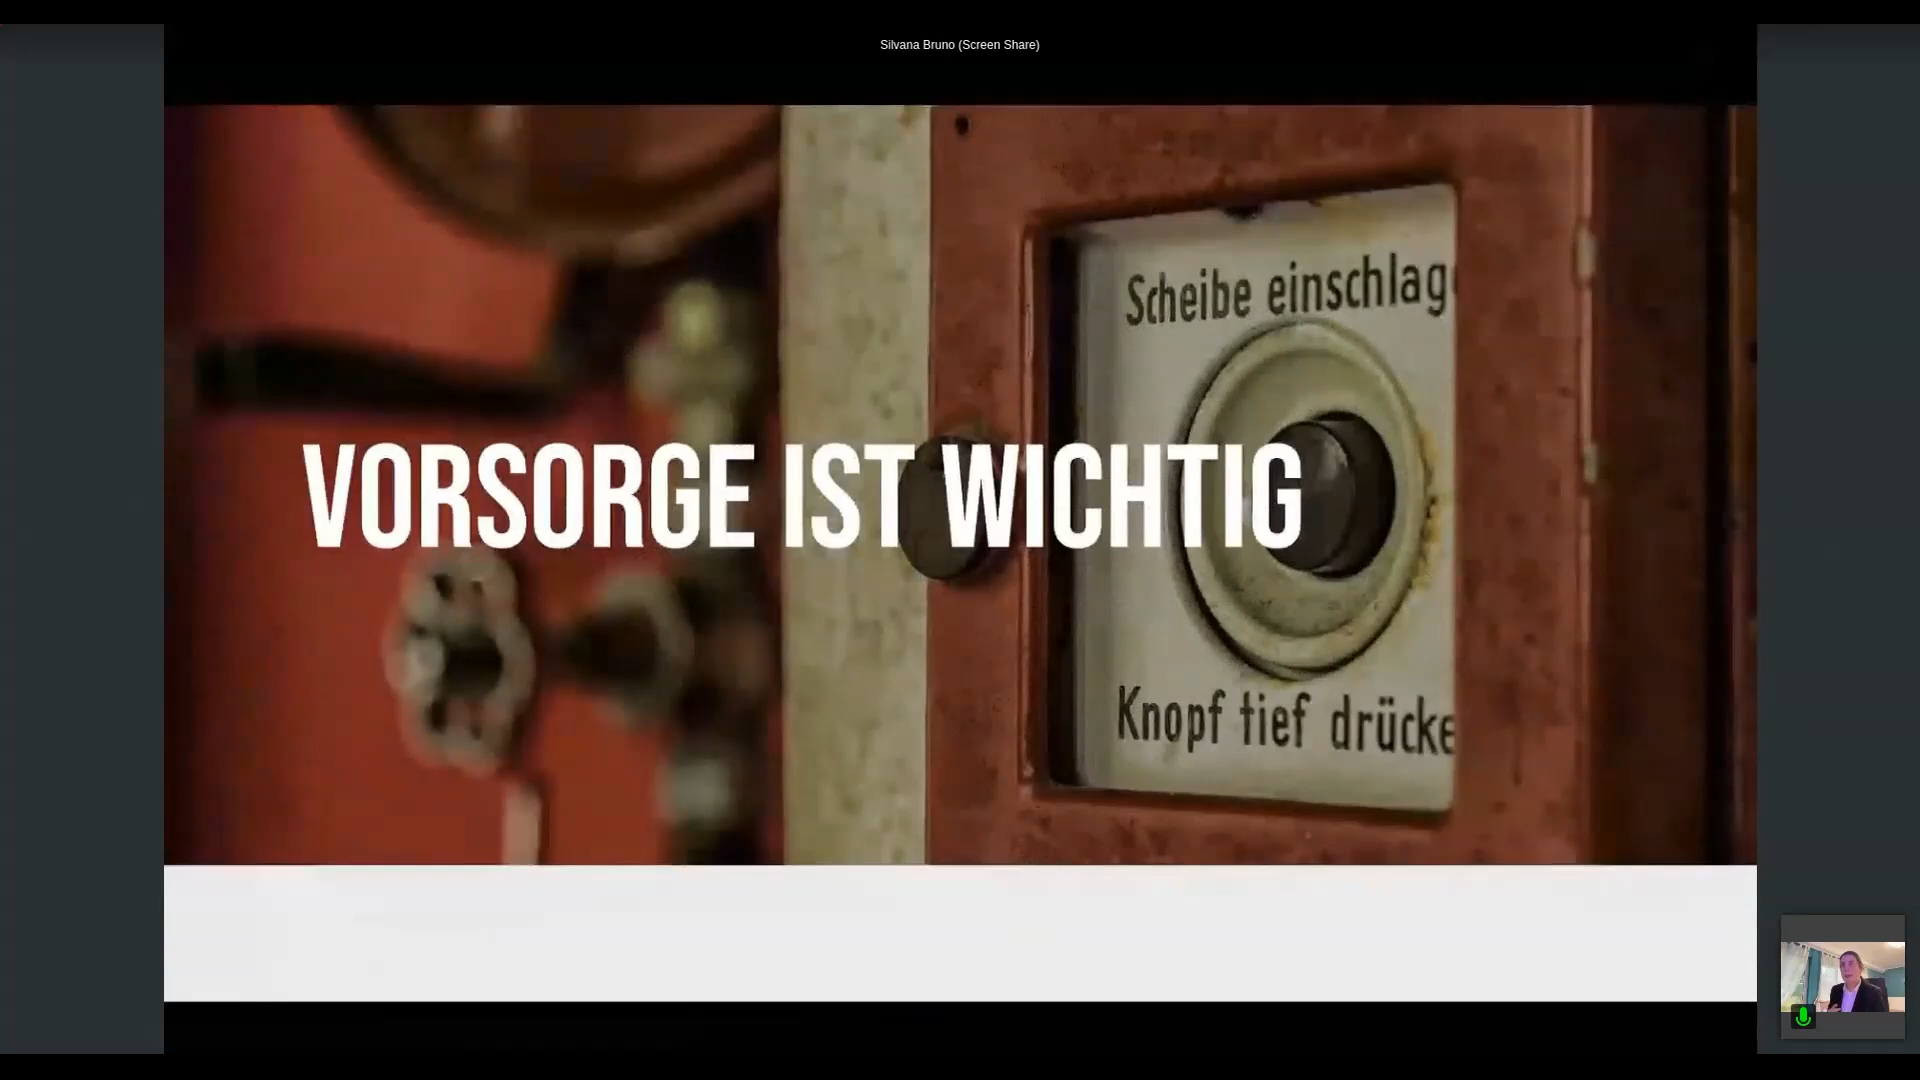 Silvana Bruno (Screen Share)
Scheibe einschlag
VORSORGE IST WICHTIG
Knopf tief drücke